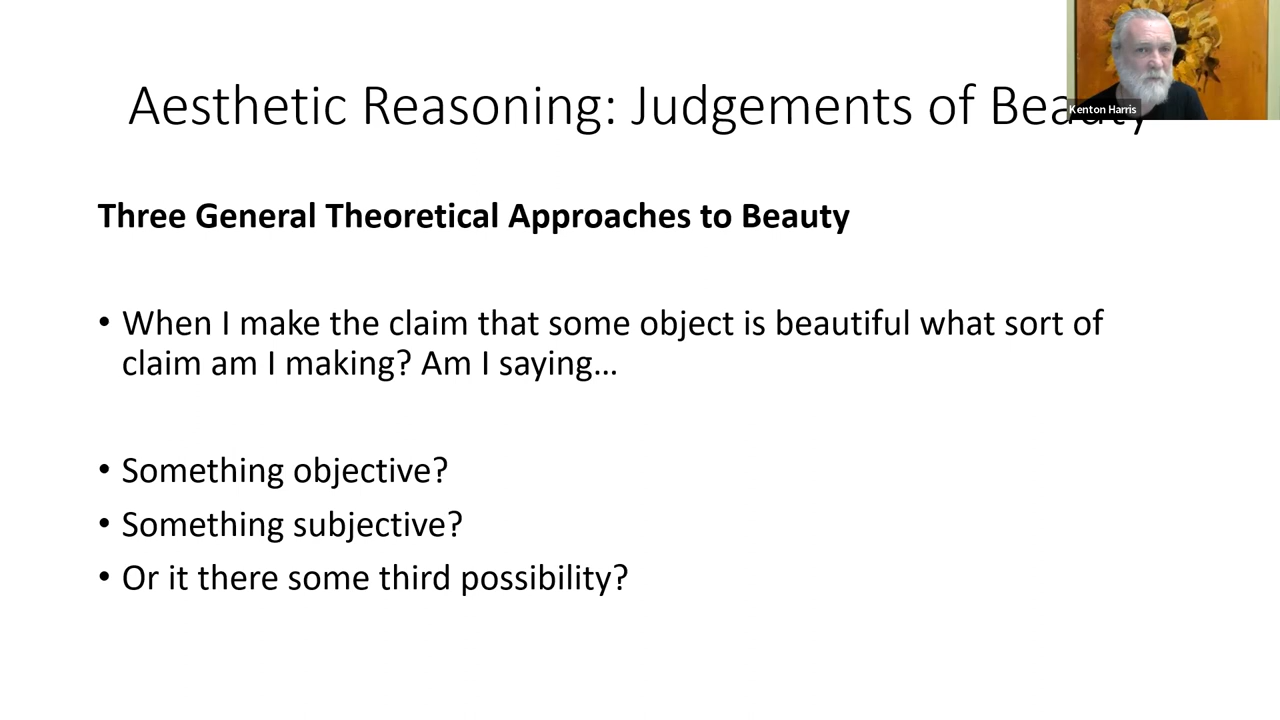 Aesthetic Reasoning: Judgements of Beauty
Kenton Harris
Three General Theoretical Approaches to Beauty
• When I make the claim that some object is beautiful what sort of
claim am I making? Am I saying…
• Something objective?
• Something subjective?
• Or it there some third possibility?